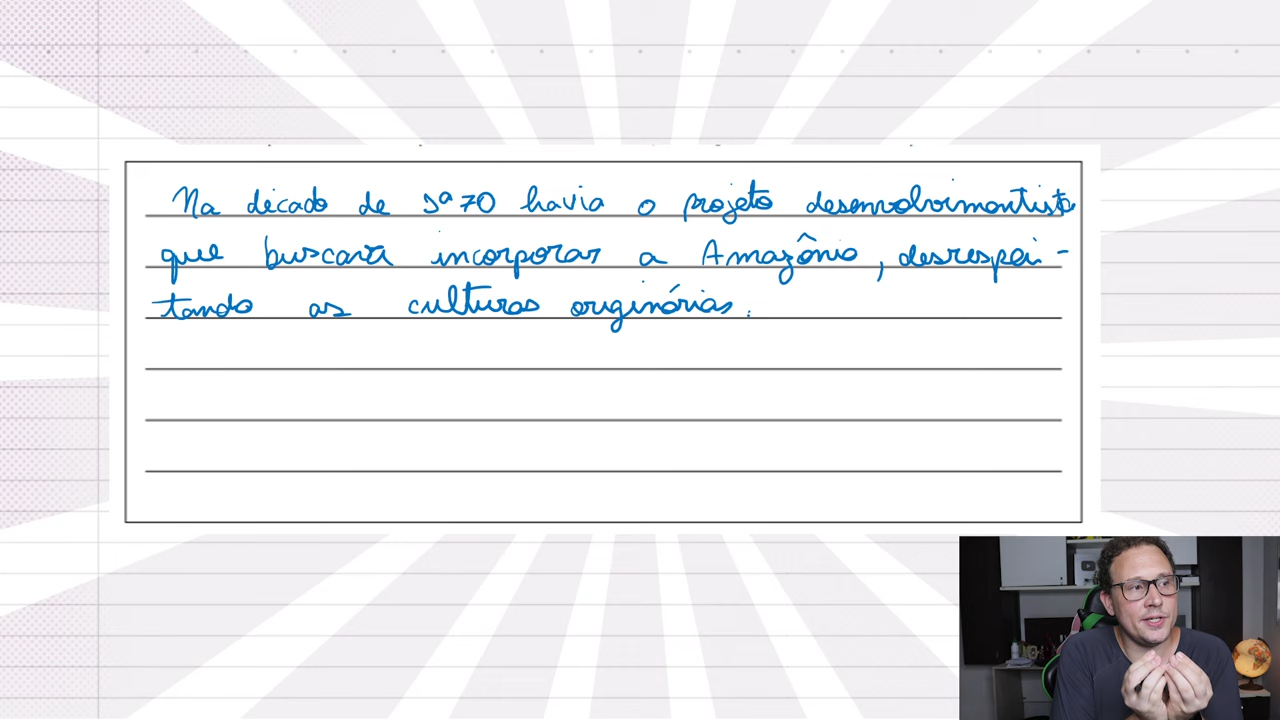 Na década de 1970 havia o projeto desenvolvimentista
que buscava incorporar a Amazônia, desrespei-
tando as culturas originárias.